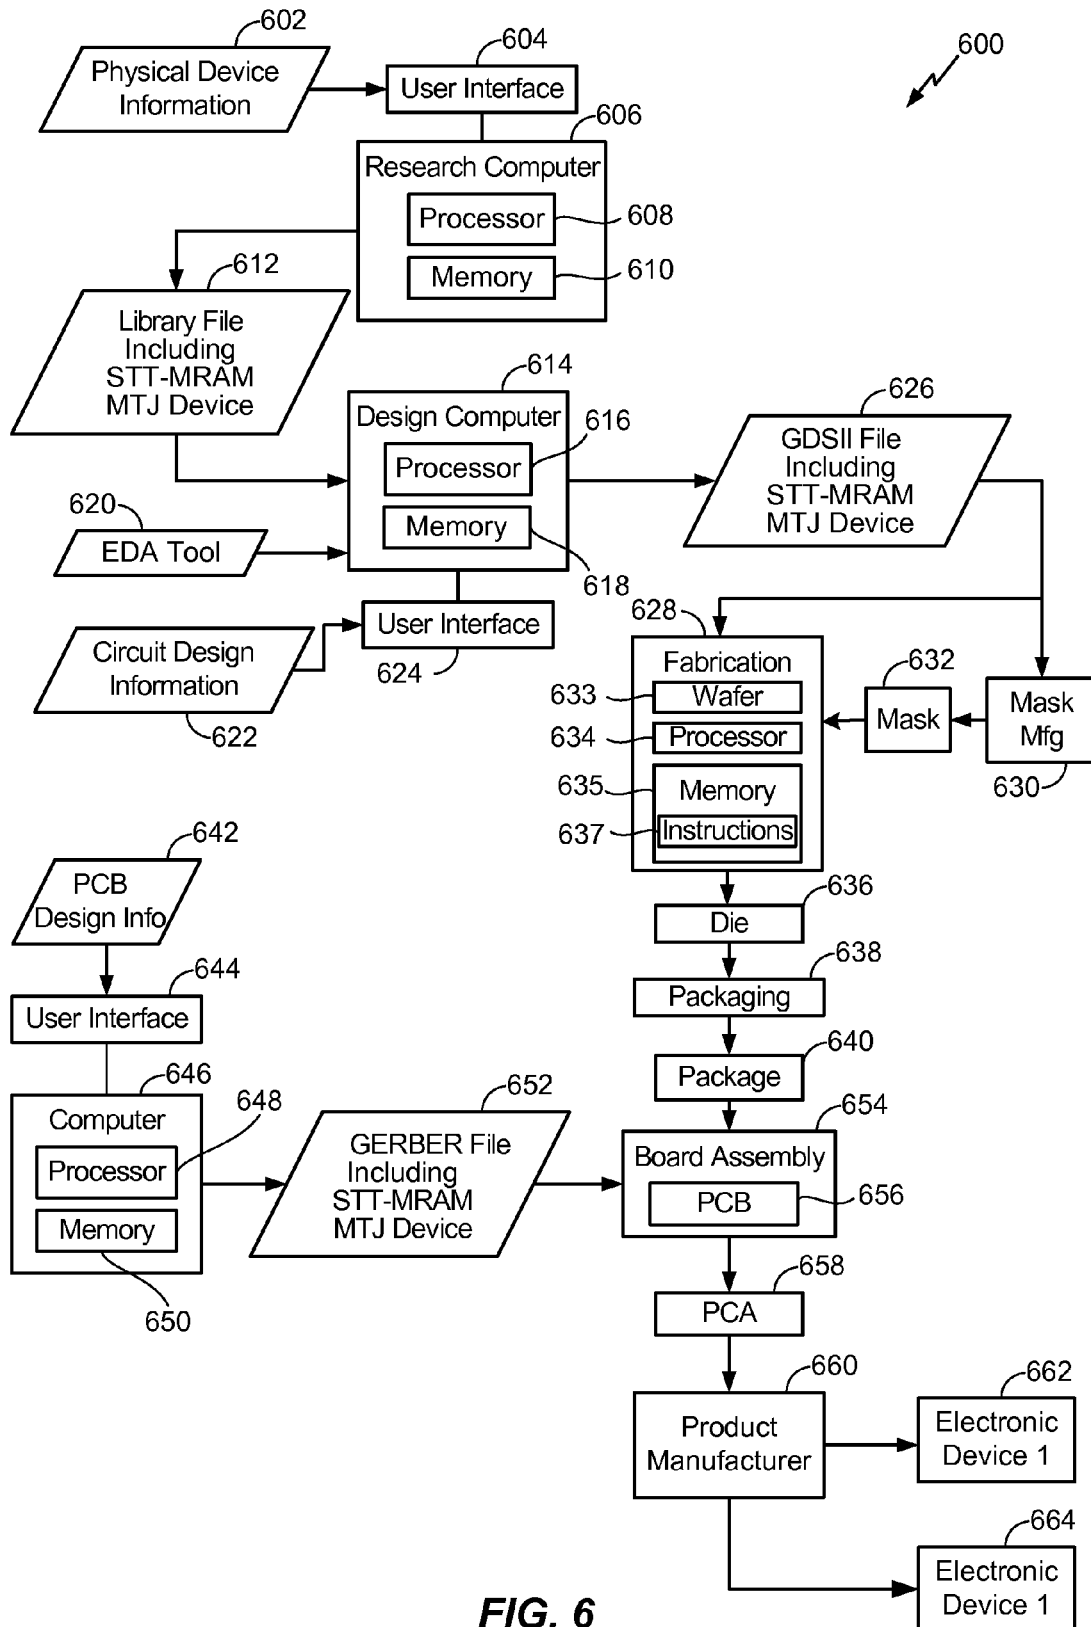 602
Physical Device
Information
604
User Interface
600
606
Research Computer
Processor
608
Memory
610
612
Library File
Including
STT-MRAM
MTJ Device
614
Design Computer
Processor
616
Memory
618
620
EDA Tool
User Interface
624
Circuit Design
Information
622
626
GDSII File
Including
STT-MRAM
MTJ Device
628
Fabrication
633
Wafer
634
Processor
635
Memory
637
Instructions
632
Mask
Mask
Mfg
630
636
Die
638
Packaging
640
Package
642
PCB
Design Info
644
User Interface
646
Computer
648
Processor
Memory
650
652
GERBER File
Including
STT-MRAM
MTJ Device
654
Board Assembly
PCB
656
658
PCA
660
Product
Manufacturer
662
Electronic
Device 1
664
Electronic
Device 1
FIG. 6